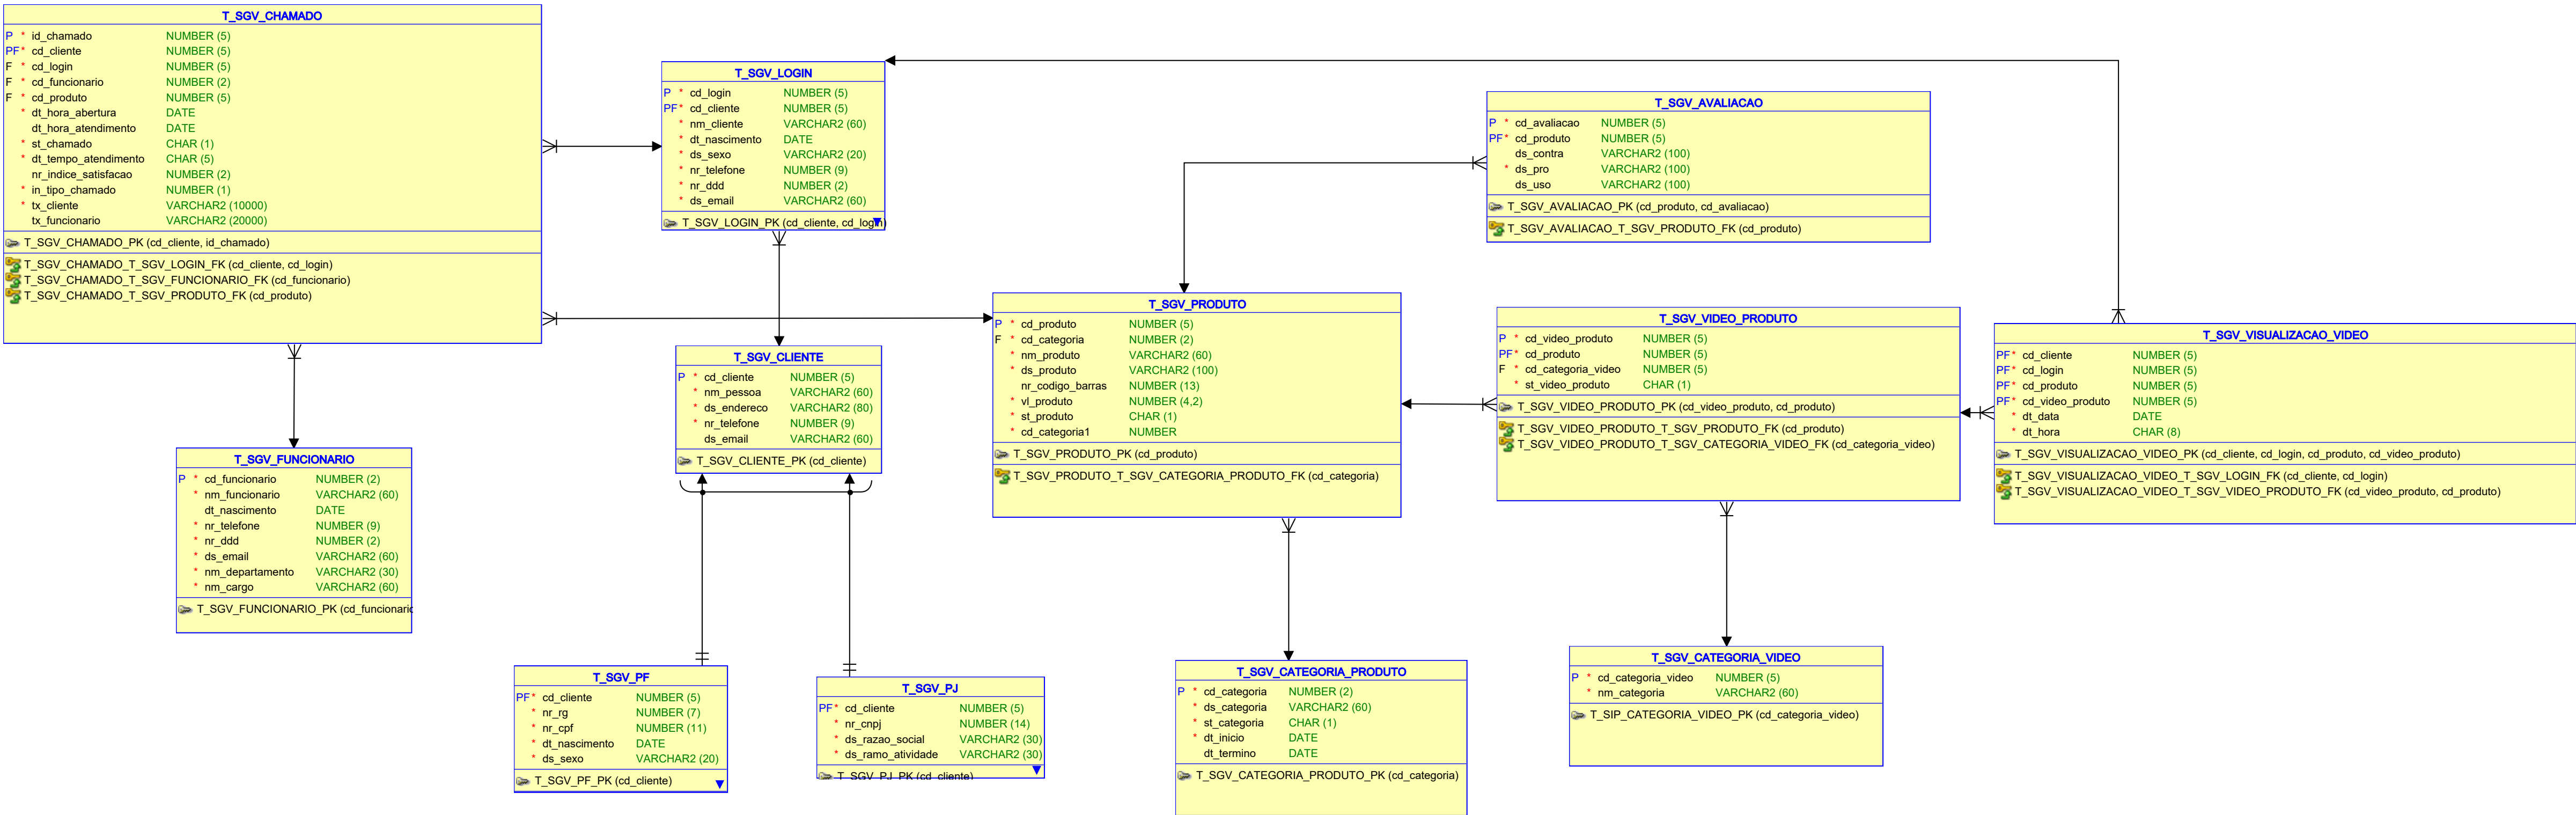 T_SGV_CHAMADO
P * id_chamado NUMBER (5)
PF* cd_cliente NUMBER (5)
F * cd_login NUMBER (5)
F * cd_funcionario NUMBER (2)
F * cd_produto NUMBER (5)
* dt_hora_abertura DATE
dt_hora_atendimento DATE
* st_chamado CHAR (1)
* dt_tempo_atendimento CHAR (5)
nr_indice_satisfacao NUMBER (2)
* in_tipo_chamado NUMBER (1)
* tx_cliente VARCHAR2 (10000)
tx_funcionario VARCHAR2 (20000)
T_SGV_CHAMADO_PK (cd_cliente, id_chamado)
T_SGV_CHAMADO_T_SGV_LOGIN_FK (cd_cliente, cd_login)
T_SGV_CHAMADO_T_SGV_FUNCIONARIO_FK (cd_funcionario)
T_SGV_CHAMADO_T_SGV_PRODUTO_FK (cd_produto)
T_SGV_LOGIN
P * cd_login NUMBER (5)
PF* cd_cliente NUMBER (5)
* nm_cliente VARCHAR2 (60)
* dt_nascimento DATE
* ds_sexo VARCHAR2 (20)
* nr_telefone NUMBER (9)
* nr_ddd NUMBER (2)
* ds_email VARCHAR2 (60)
T_SGV_LOGIN_PK (cd_cliente, cd_login)
T_SGV_AVALIACAO
P * cd_avaliacao NUMBER (5)
PF* cd_produto NUMBER (5)
ds_contra VARCHAR2 (100)
* ds_pro VARCHAR2 (100)
ds_uso VARCHAR2 (100)
T_SGV_AVALIACAO_PK (cd_produto, cd_avaliacao)
T_SGV_AVALIACAO_T_SGV_PRODUTO_FK (cd_produto)
T_SGV_CLIENTE
P * cd_cliente NUMBER (5)
* nm_pessoa VARCHAR2 (60)
* ds_endereco VARCHAR2 (80)
* nr_telefone NUMBER (9)
ds_email VARCHAR2 (60)
T_SGV_CLIENTE_PK (cd_cliente)
T_SGV_PRODUTO
P * cd_produto NUMBER (5)
F * cd_categoria NUMBER (2)
* nm_produto VARCHAR2 (60)
* ds_produto VARCHAR2 (100)
nr_codigo_barras NUMBER (13)
* vl_produto NUMBER (4,2)
* st_produto CHAR (1)
* cd_categoria1 NUMBER
T_SGV_PRODUTO_PK (cd_produto)
T_SGV_PRODUTO_T_SGV_CATEGORIA_PRODUTO_FK (cd_categoria)
T_SGV_VIDEO_PRODUTO
P * cd_video_produto NUMBER (5)
PF* cd_produto NUMBER (5)
F * cd_categoria_video NUMBER (5)
* st_video_produto CHAR (1)
T_SGV_VIDEO_PRODUTO_PK (cd_video_produto, cd_produto)
T_SGV_VIDEO_PRODUTO_T_SGV_PRODUTO_FK (cd_produto)
T_SGV_VIDEO_PRODUTO_T_SGV_CATEGORIA_VIDEO_FK (cd_categoria_video)
T_SGV_VISUALIZACAO_VIDEO
PF* cd_cliente NUMBER (5)
PF* cd_login NUMBER (5)
PF* cd_produto NUMBER (5)
PF* cd_video_produto NUMBER (5)
* dt_data DATE
* dt_hora CHAR (8)
T_SGV_VISUALIZACAO_VIDEO_PK (cd_cliente, cd_login, cd_produto, cd_video_produto)
T_SGV_VISUALIZACAO_VIDEO_T_SGV_LOGIN_FK (cd_cliente, cd_login)
T_SGV_VISUALIZACAO_VIDEO_T_SGV_VIDEO_PRODUTO_FK (cd_video_produto, cd_produto)
T_SGV_FUNCIONARIO
P * cd_funcionario NUMBER (2)
* nm_funcionario VARCHAR2 (60)
dt_nascimento DATE
* nr_telefone NUMBER (9)
* nr_ddd NUMBER (2)
* ds_email VARCHAR2 (60)
* nm_departamento VARCHAR2 (30)
* nm_cargo VARCHAR2 (60)
T_SGV_FUNCIONARIO_PK (cd_funcionaric
T_SGV_PF
PF* cd_cliente NUMBER (5)
* nr_rg NUMBER (7)
* nr_cpf NUMBER (11)
* dt_nascimento DATE
* ds_sexo VARCHAR2 (20)
T_SGV_PF_PK (cd_cliente)
T_SGV_PJ
PF* cd_cliente NUMBER (5)
* nr_cnpj NUMBER (14)
* ds_razao_social VARCHAR2 (30)
* ds_ramo_atividade VARCHAR2 (30)
T_SGV_PJ_PK (cd_cliente)
T_SGV_CATEGORIA_PRODUTO
P * cd_categoria NUMBER (2)
* ds_categoria VARCHAR2 (60)
* st_categoria CHAR (1)
* dt_inicio DATE
dt_termino DATE
T_SGV_CATEGORIA_PRODUTO_PK (cd_categoria)
T_SGV_CATEGORIA_VIDEO
P * cd_categoria_video NUMBER (5)
* nm_categoria VARCHAR2 (60)
T_SIP_CATEGORIA_VIDEO_PK (cd_categoria_video)